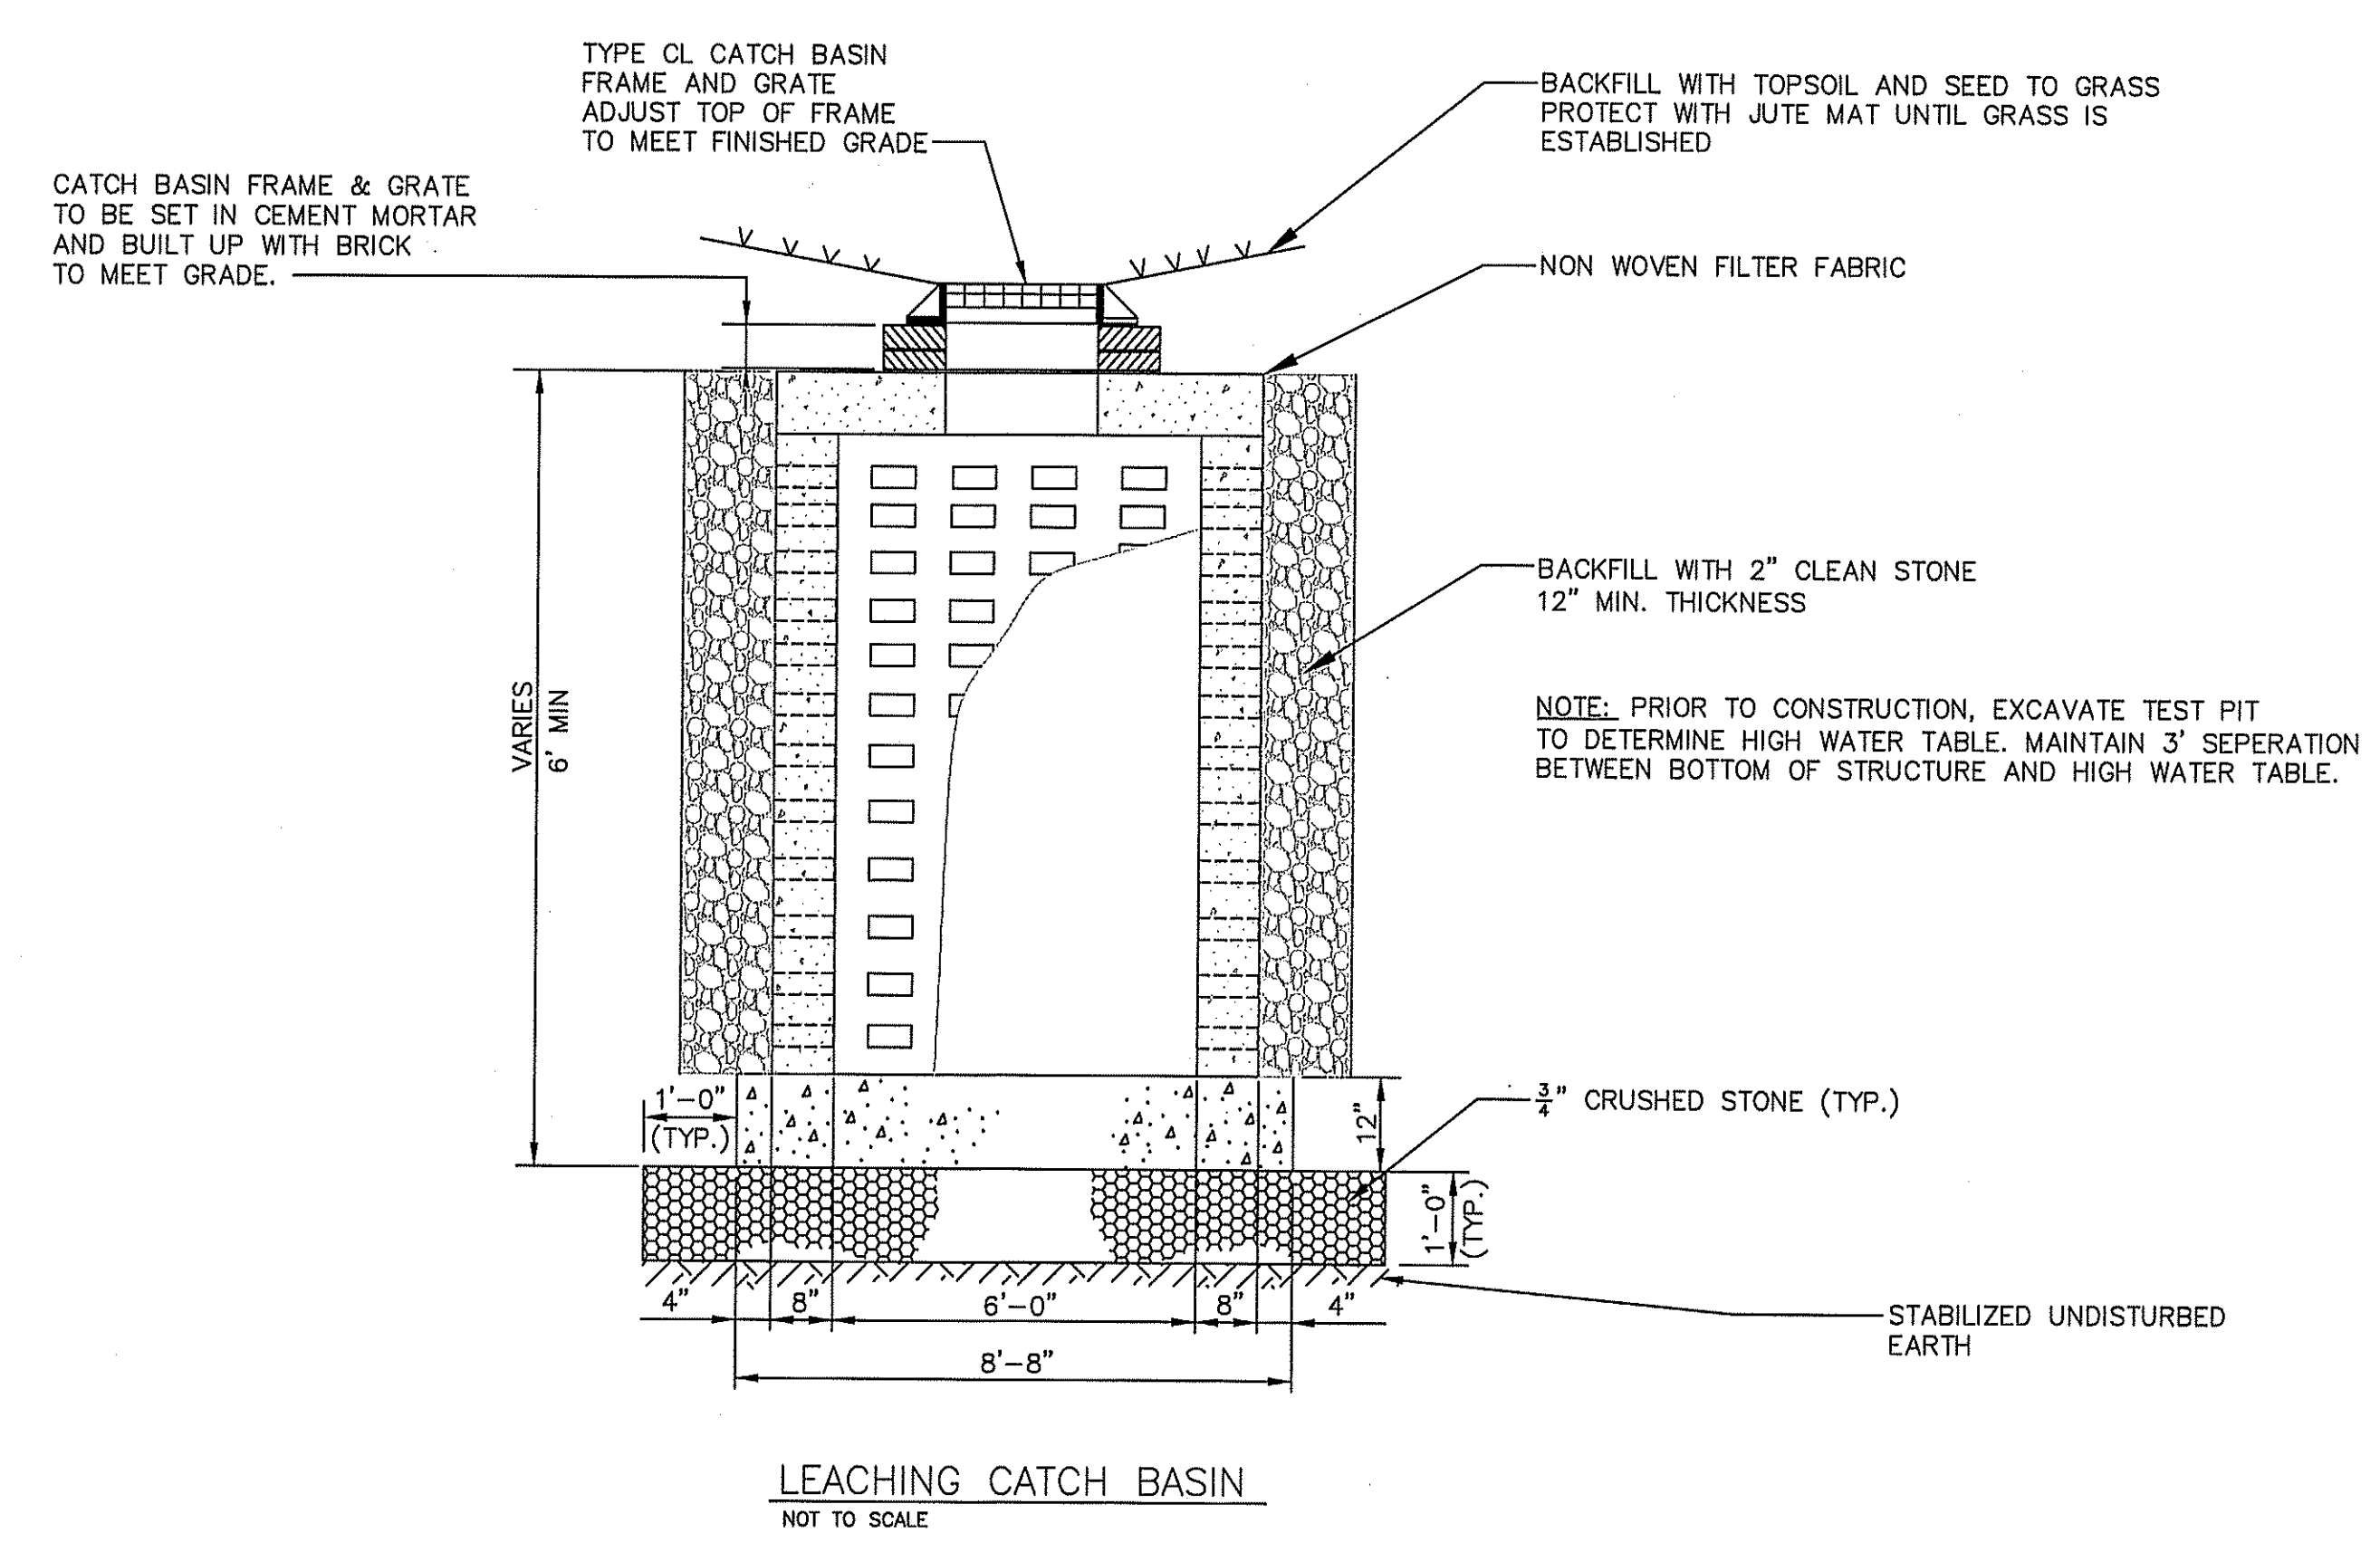 TYPE CL CATCH BASIN
FRAME AND GRATE
ADJUST TOP OF FRAME
TO MEET FINISHED GRADE
BACKFILL WITH TOPSOIL AND SEED TO GRASS
PROTECT WITH JUTE MAT UNTIL GRASS IS
ESTABLISHED
CATCH BASIN FRAME & GRATE
TO BE SET IN CEMENT MORTAR
AND BUILT UP WITH BRICK
TO MEET GRADE.
NON WOVEN FILTER FABRIC
BACKFILL WITH 2" CLEAN STONE
12" MIN. THICKNESS
VARIES
6' MIN
NOTE: PRIOR TO CONSTRUCTION, EXCAVATE TEST PIT
TO DETERMINE HIGH WATER TABLE. MAINTAIN 3' SEPERATION
BETWEEN BOTTOM OF STRUCTURE AND HIGH WATER TABLE.
1'-0"
(TYP.)
12"
3/4" CRUSHED STONE (TYP.)
1'-0"
(TYP.)
4"
8"
6'-0"
8"
4"
STABILIZED UNDISTURBED
EARTH
8'-8"
LEACHING CATCH BASIN
NOT TO SCALE